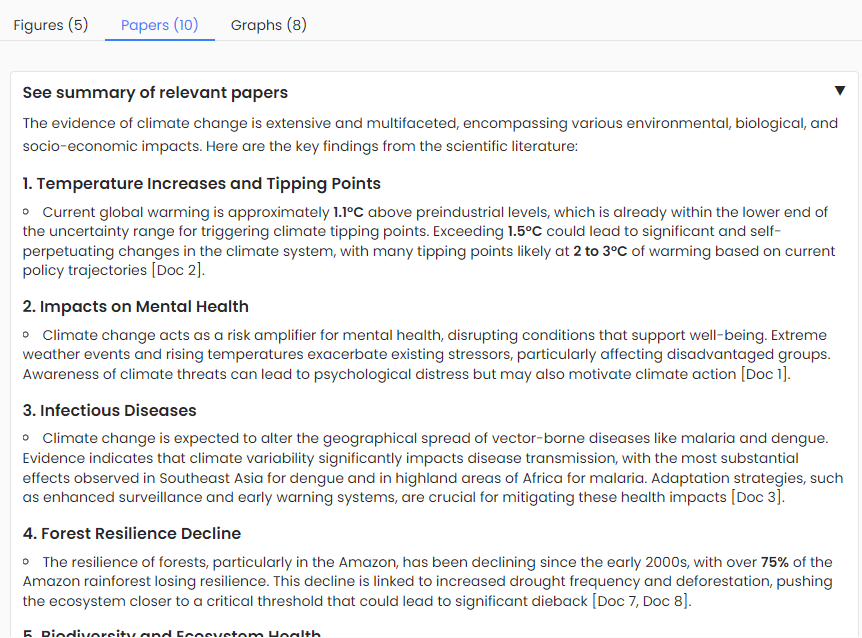 Figures (5) Papers (10) Graphs (8)
See summary of relevant papers ▼
The evidence of climate change is extensive and multifaceted, encompassing various environmental, biological, and
socio-economic impacts. Here are the key findings from the scientific literature:
1. Temperature Increases and Tipping Points
Current global warming is approximately 1.1°C above preindustrial levels, which is already within the lower end of
the uncertainty range for triggering climate tipping points. Exceeding 1.5°C could lead to significant and self-
perpetuating changes in the climate system, with many tipping points likely at 2 to 3°C of warming based on current
policy trajectories [Doc 2].
2. Impacts on Mental Health
Climate change acts as a risk amplifier for mental health, disrupting conditions that support well-being. Extreme
weather events and rising temperatures exacerbate existing stressors, particularly affecting disadvantaged groups.
Awareness of climate threats can lead to psychological distress but may also motivate climate action [Doc 1].
3. Infectious Diseases
Climate change is expected to alter the geographical spread of vector-borne diseases like malaria and dengue.
Evidence indicates that climate variability significantly impacts disease transmission, with the most substantial
effects observed in Southeast Asia for dengue and in highland areas of Africa for malaria. Adaptation strategies, such
as enhanced surveillance and early warning systems, are crucial for mitigating these health impacts [Doc 3].
4. Forest Resilience Decline
The resilience of forests, particularly in the Amazon, has been declining since the early 2000s, with over 75% of the
Amazon rainforest losing resilience. This decline is linked to increased drought frequency and deforestation, pushing
the ecosystem closer to a critical threshold that could lead to significant dieback [Doc 7, Doc 8].
5. Biodiversity and Ecosystem Health